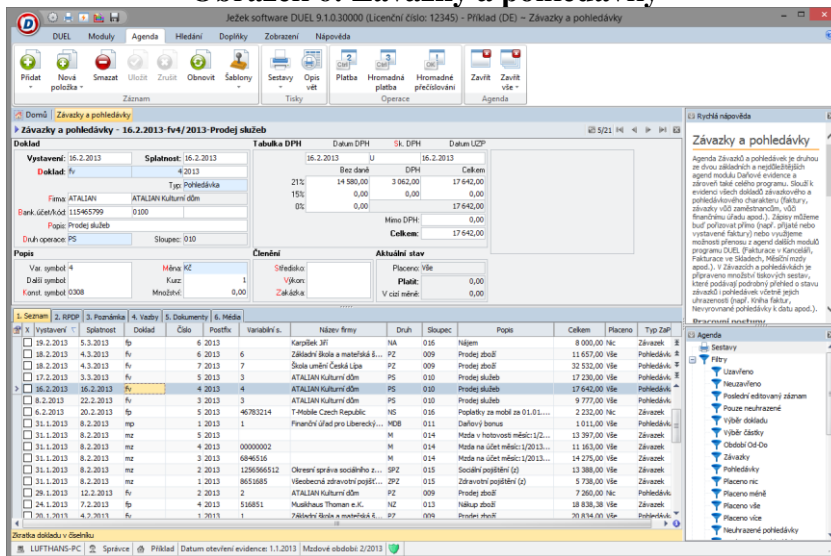 Ježek software DUEL 9.1.0.30000 (Licenční číslo: 12345) - Příklad (DE) - Závazky a pohledávky
DUEL Moduly Agenda Hledání Doplňky Zobrazení Nápověda
Přidat Nová položka Smazat Uložit Zrušit Obnovit Šablony Sestavy Opis vět Platba Hromadná platba Hromadné přečíslování Zavřít Zavřít vše
Záznam Tisky Operace Agenda
Domů Závazky a pohledávky
Závazky a pohledávky - 16.2.2013-fv4/2013-Prodej služeb 5/21
Doklad Tabulka DPH Datum DPH Sk. DPH Datum UZP
Vystavení: 16.2.2013 Splatnost: 16.2.2013 16.2.2013 U 16.2.2013
Doklad: fv 4 2013 Bez daně DPH Celkem
Typ: Pohledávka 21% 14 580,00 3 062,00 17 642,00
Firma: ATALIAN ATALIAN Kulturní dům 15% 0,00 0,00 0,00
Bank.účet/kód: 115465799 0100 0% 0,00 17 642,00
Popis: Prodej služeb Mimo DPH: 0,00
Druh operace: PS Sloupec: 010 Celkem: 17 642,00
Popis Členění Aktuální stav
Var. symbol: 4 Měna: Kč Středisko: Placeno: Vše
Další symbol: Kurz: 1 Výkon: Platit: 0,00
Konst. symbol: 0308 Množství: 0,00 Zakázka: V cizí měně: 0,00
1. Seznam 2. RPDP 3. Poznámka 4. Vazby 5. Dokumenty 6. Média
X Vystavení Splatnost Doklad Číslo Postfix Variabilní s. Název firmy Druh Sloupec Popis Celkem Placeno Typ ZaP
19.2.2013 5.3.2013 fp 6 2013 Karpíšek Jiří NA 016 Nájem 8 000,00 Nic Závazek
18.2.2013 4.3.2013 fv 6 2013 6 Základní škola a mateřská š... PZ 009 Prodej zboží 11 657,00 Vše Pohledávk
18.2.2013 4.3.2013 fv 7 2013 7 Škola umění Česká Lípa PZ 009 Prodej zboží 32 532,00 Vše Pohledávk
17.2.2013 3.3.2013 fv 5 2013 3 ATALIAN Kulturní dům PS 010 Prodej služeb 17 230,00 Vše Pohledávk
16.2.2013 16.2.2013 fv 4 2013 4 ATALIAN Kulturní dům PS 010 Prodej služeb 17 642,00 Vše Pohledávk
8.2.2013 22.2.2013 fv 3 2013 3 ATALIAN Kulturní dům PS 010 Prodej služeb 9 777,00 Vše Pohledávk
6.2.2013 20.2.2013 fp 5 2013 46783214 T-Mobile Czech Republic NS 016 Poplatky za mobil za 01.01.... 2 232,00 Nic Závazek
31.1.2013 8.2.2013 mp 1 2013 1 Finanční úřad pro Liberecký... MDB 011 Daňový bonus 1 011,00 Vše Pohledávk
31.1.2013 8.2.2013 mz 5 2013 M 014 Mzda v hotovosti měsíc:1/2... 13 397,00 Vše Závazek
31.1.2013 8.2.2013 mz 4 2013 00000002 M 014 Mzda na účet měsíc:1/2013... 11 163,00 Vše Závazek
31.1.2013 8.2.2013 mz 3 2013 6846516 M 014 Mzda na účet měsíc:1/2013... 14 275,00 Vše Závazek
31.1.2013 8.2.2013 mz 2 2013 1256566512 Okresní správa sociálního z... SPZ 015 Sociální pojištění (z) 13 388,00 Vše Závazek
31.1.2013 8.2.2013 mz 1 2013 8651685 Všeobecná zdravotní pojišť... ZPZ 015 Zdravotní pojištění (z) 5 738,00 Vše Závazek
29.1.2013 12.2.2013 fv 2 2013 2 ATALIAN Kulturní dům PZ 009 Prodej zboží 7 260,00 Nic Pohledávk
24.1.2013 7.2.2013 fp 4 2013 516851 Musikhaus Thoman e.K. NZ 013 Nákup zboží 18 838,38 Vše Závazek
20.1.2013 4.2.2013 fv 1 2013 1 Základní škola a mateřská š... PZ 009 Prodej zboží 20 834,00 Vše Pohledávk
Zkratka dokladu v číselníku
LUFTHANS-PC Správce Příklad Datum otevření evidence: 1.1.2013 Mzdové období 2/2013
Rychlá nápověda
Závazky a pohledávky
Agenda Závazků a pohledávek je druhou
ze dvou základních a nejdůležitějších
agend modulu Daňové evidence a
zároveň také celého programu. Slouží k
evidenci všech dokladů závazkového a
pohledávkového charakteru (faktury,
závazky vůči zaměstnancům, vůči
finančnímu úřadu apod.). Zápisy můžeme
buď pořizovat přímo (např. přijaté nebo
vystavené faktury) nebo využijeme
možnosti přenosu z agend dalších modulů
programu DUEL (Fakturace v Kanceláři,
Fakturace ve Skladech, Měsíční mzdy
apod.). V Závazcích a pohledávkách je
připraveno množství tiskových sestav,
které podávají podrobný přehled o stavu
závazků i pohledávek včetně jejich
uhrazenosti (např. Kniha faktur,
Nevyrovnané pohledávky k datu apod.).
Pracovní postupy
Agenda
Sestavy
Filtry
Uzavřeno
Neuzavřeno
Poslední editovaný záznam
Pouze neuhrazené
Výběr dokladu
Výběr částky
Období Od-Do
Závazky
Pohledávky
Placeno nic
Placeno méně
Placeno vše
Placeno více
Neuhrazené pohledávky